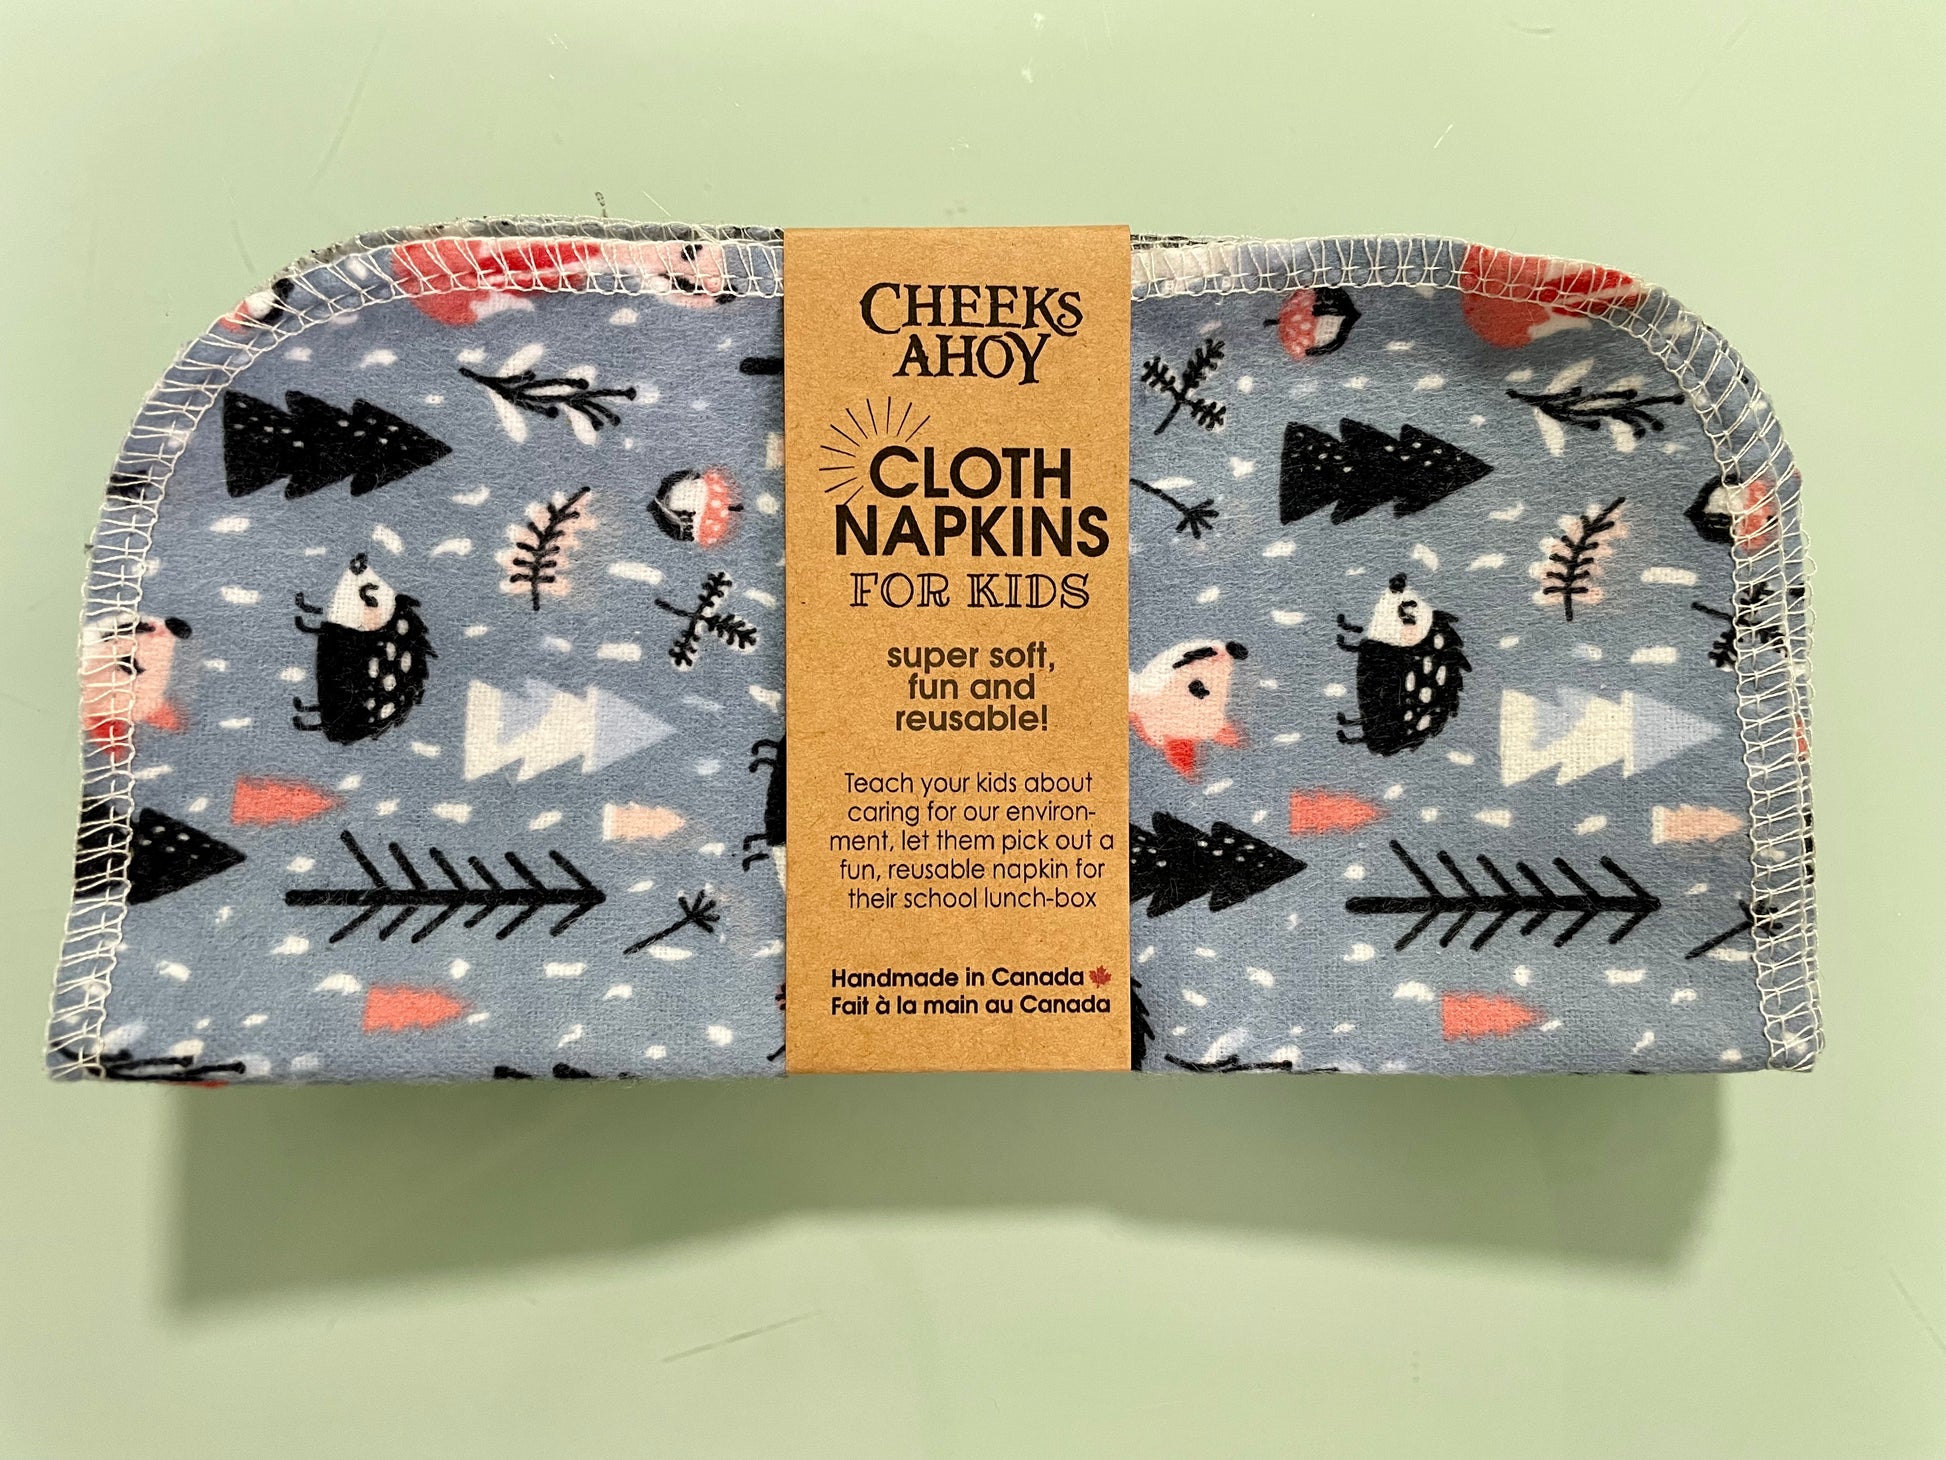 CHEEKS
AHOY
CLOTH
NAPKINS
FOR KIDS
super soft,
fun and
reusable!
Teach your kids about
caring for our environ-
ment, let them pick out a
fun, reusable napkin for
their school lunch-box
Handmade in Canada
Fait à la main au Canada